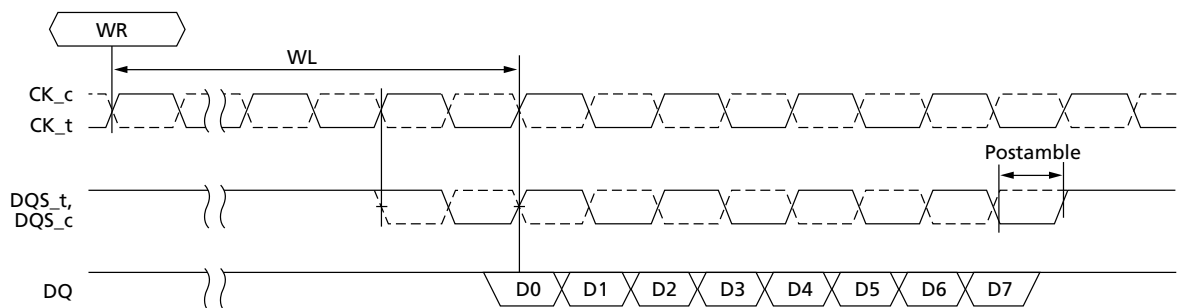 WR
WL
CK_c
CK_t
Postamble
DQS_t,
DQS_c
DQ D0 D1 D2 D3 D4 D5 D6 D7